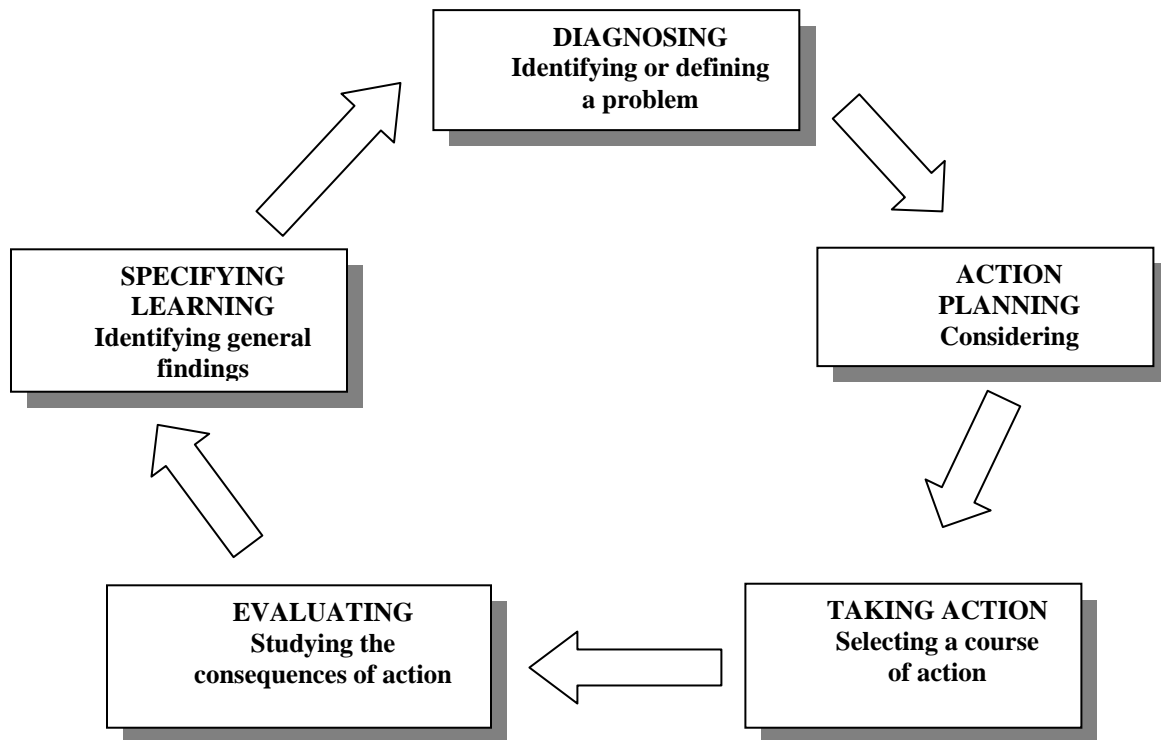 DIAGNOSING
Identifying or defining
a problem
ACTION
PLANNING
Considering
TAKING ACTION
Selecting a course
of action
EVALUATING
Studying the
consequences of action
SPECIFYING
LEARNING
Identifying general
findings